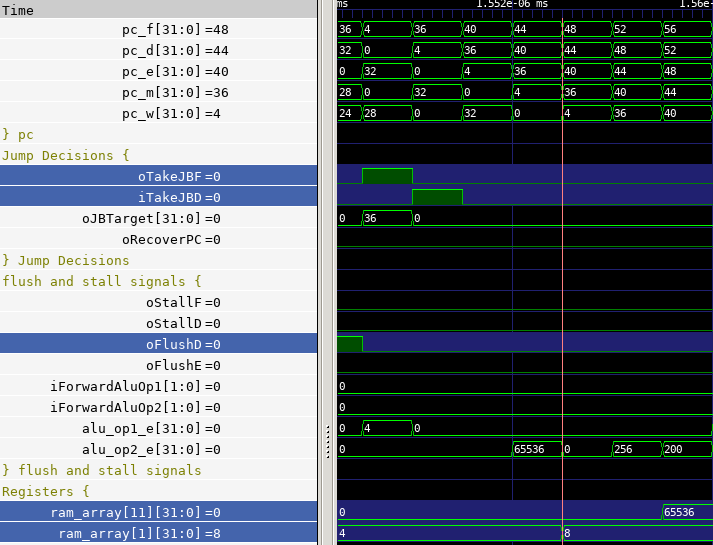 Time
ms 1.552e-06 ms 1.56e-
pc_f[31:0]=48 36 4 36 40 44 48 52 56
pc_d[31:0]=44 32 0 4 36 40 44 48 52
pc_e[31:0]=40 0 32 0 4 36 40 44 48
pc_m[31:0]=36 28 0 32 0 4 36 40 44
pc_w[31:0]=4 24 28 0 32 0 4 36 40
} pc
Jump Decisions {
oTakeJBF=0
iTakeJBD=0
oJBTarget[31:0]=0 0 36 0
oRecoverPC=0
} Jump Decisions
flush and stall signals {
oStallF=0
oStallD=0
oFlushD=0
oFlushE=0
iForwardAluOp1[1:0]=0 0
iForwardAluOp2[1:0]=0 0
alu_op1_e[31:0]=0 0 4 0
alu_op2_e[31:0]=0 0 65536 0 256 200
} flush and stall signals
Registers {
ram_array[11][31:0]=0 0 65536
ram_array[1][31:0]=8 4 8